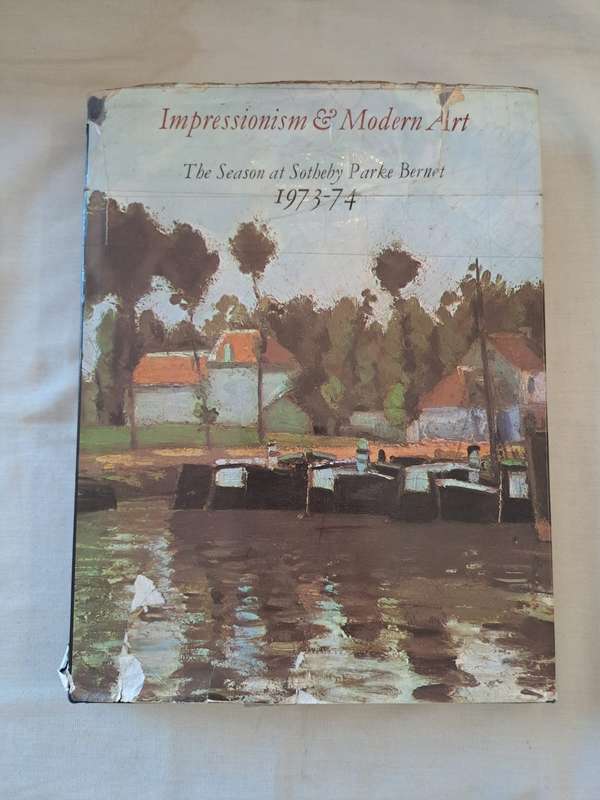 Impressionism & Modern Art
The Season at Sotheby Parke Bernet
1973-74